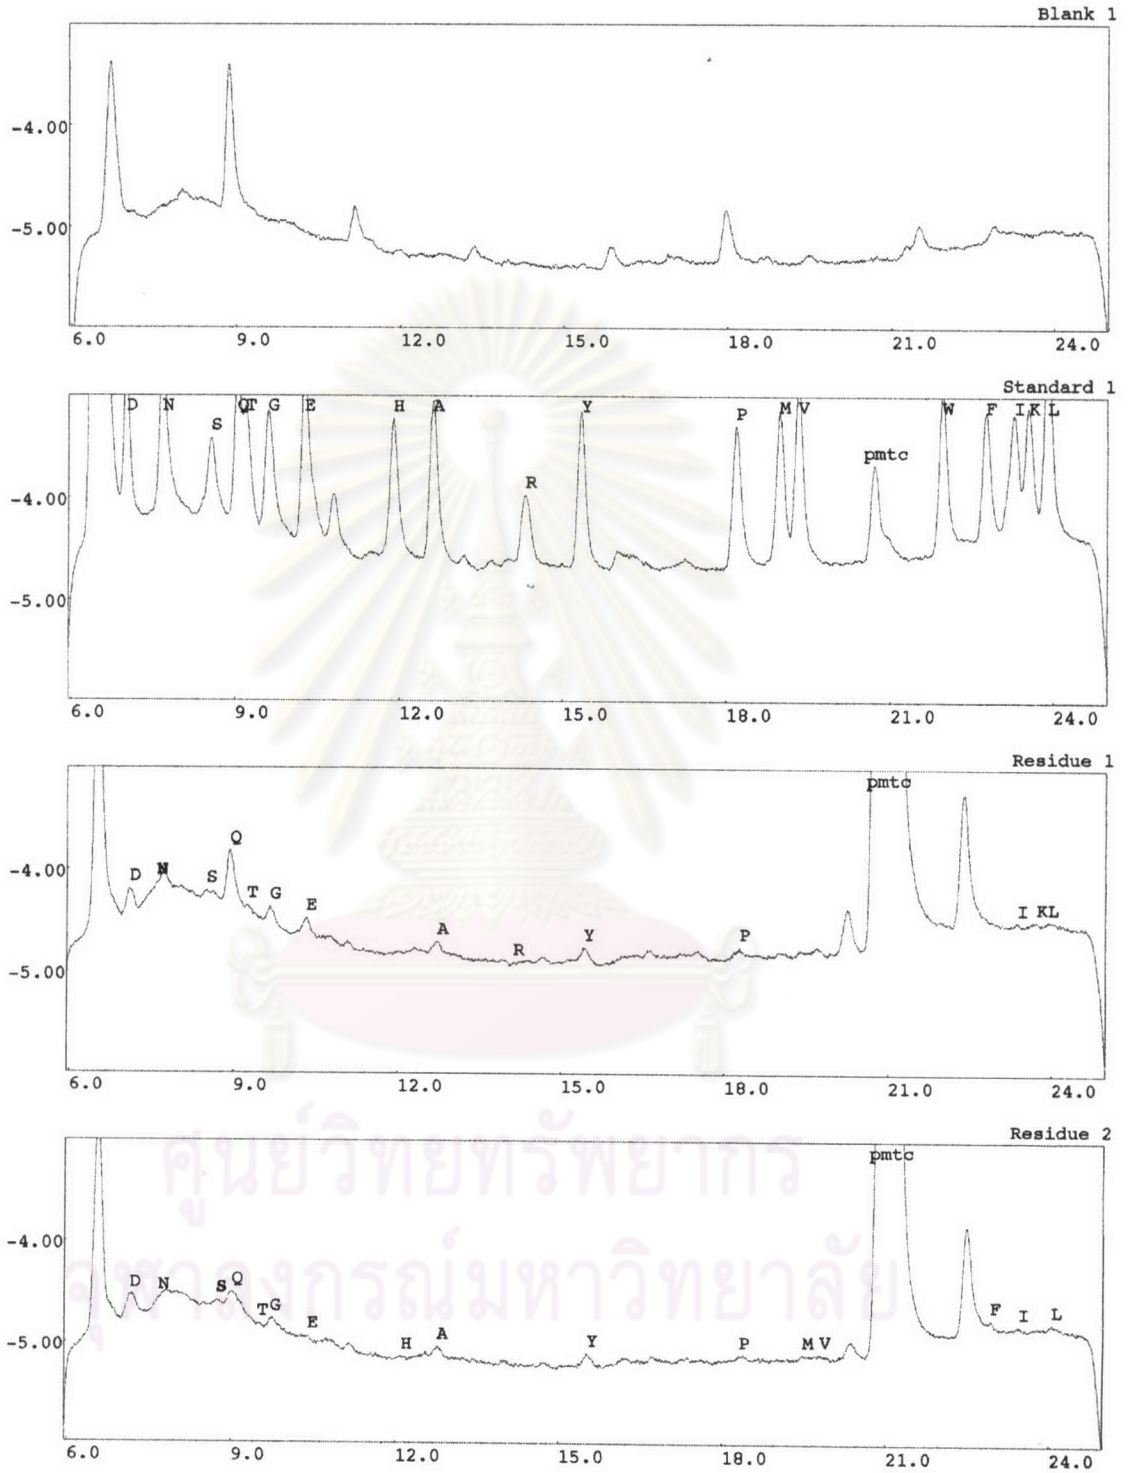 Blank 1
-4.00
-5.00
6.0 9.0 12.0 15.0 18.0 21.0 24.0
Standard 1
D N S Q T G E H A R Y P M V pmtc W F I K L
-4.00
-5.00
6.0 9.0 12.0 15.0 18.0 21.0 24.0
Residue 1
pmtc
D N S Q T G E A R Y P I KL
-4.00
-5.00
6.0 9.0 12.0 15.0 18.0 21.0 24.0
Residue 2
pmtc
D N S Q T G E H A Y P M V F I L
-4.00
-5.00
6.0 9.0 12.0 15.0 18.0 21.0 24.0
ศูนย์วิทยทรัพยากร
จุฬาลงกรณ์มหาวิทยาลัย